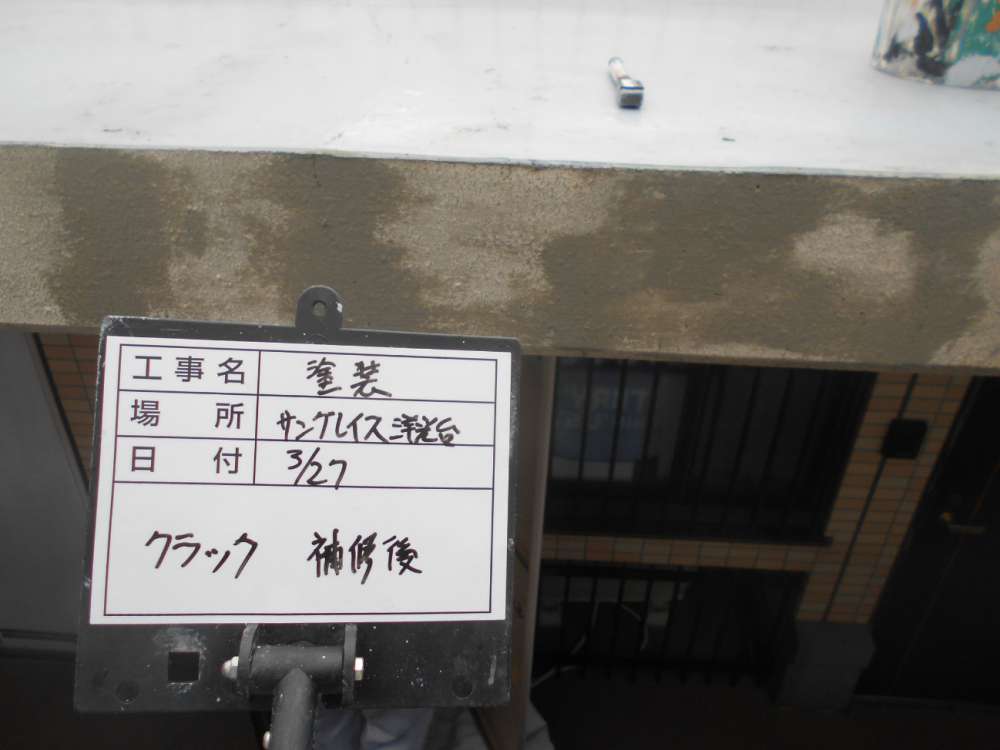 工事名 塗装
場所 サングレイス洋光台
日付 3/27
クラック 補修後